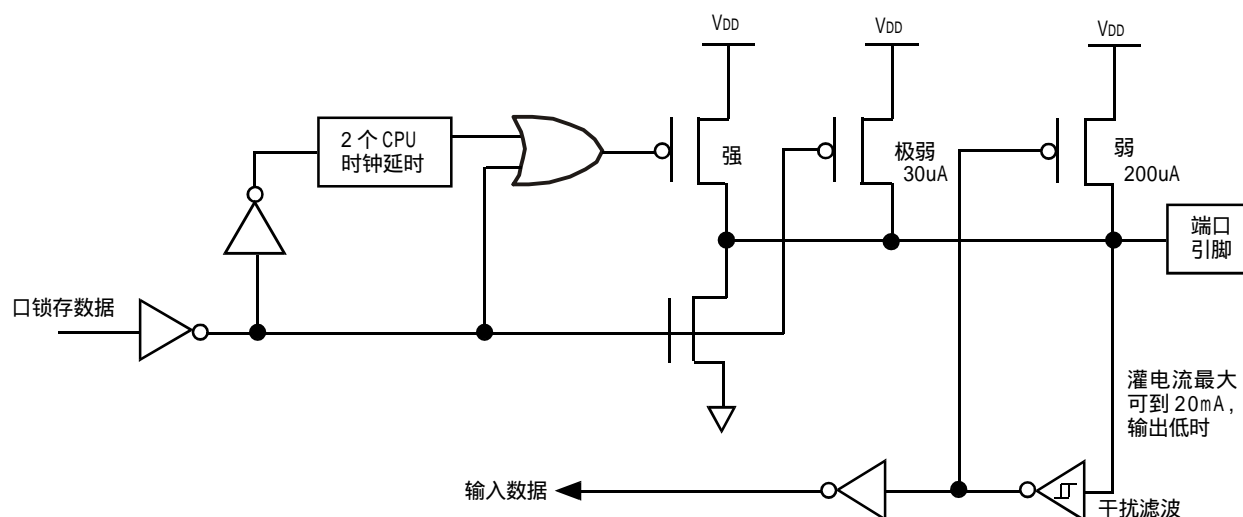 VDD
VDD
VDD
2 个 CPU
时钟延时
强
极弱
30uA
弱
200uA
端口
引脚
口锁存数据
灌电流最大
可到 20mA,
输出低时
输入数据
干扰滤波